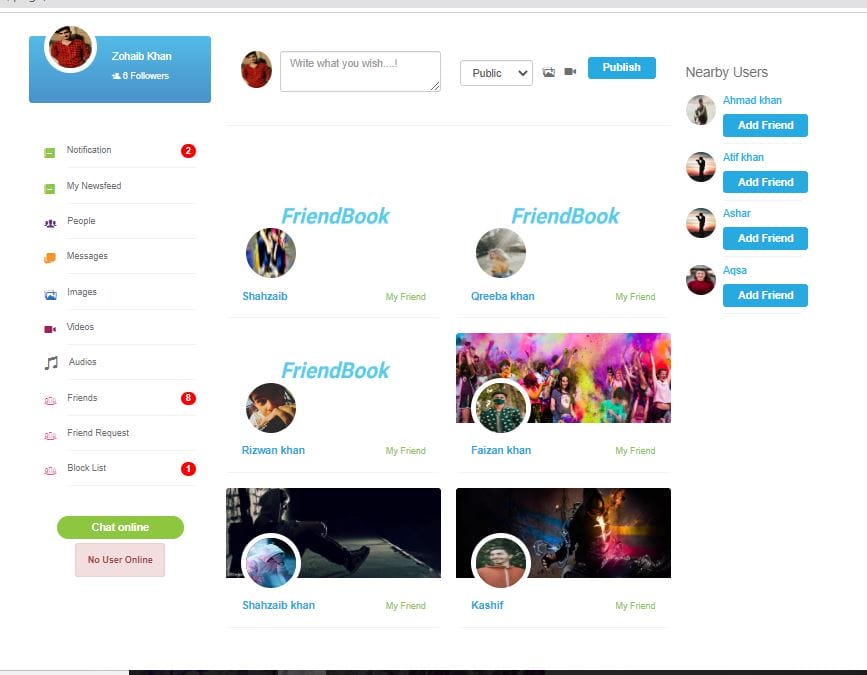 Zohaib Khan
6 Followers
Notification 2
My Newsfeed
People
Messages
Images
Videos
Audios
Friends 8
Friend Request
Block List 1
Chat online
No User Online
Write what you wish....!
Public
Publish
FriendBook
Shahzaib My Friend
FriendBook
Qreeba khan My Friend
FriendBook
Rizwan khan My Friend
Faizan khan My Friend
Shahzaib khan My Friend
Kashif My Friend
Nearby Users
Ahmad khan
Add Friend
Atif khan
Add Friend
Ashar
Add Friend
Aqsa
Add Friend